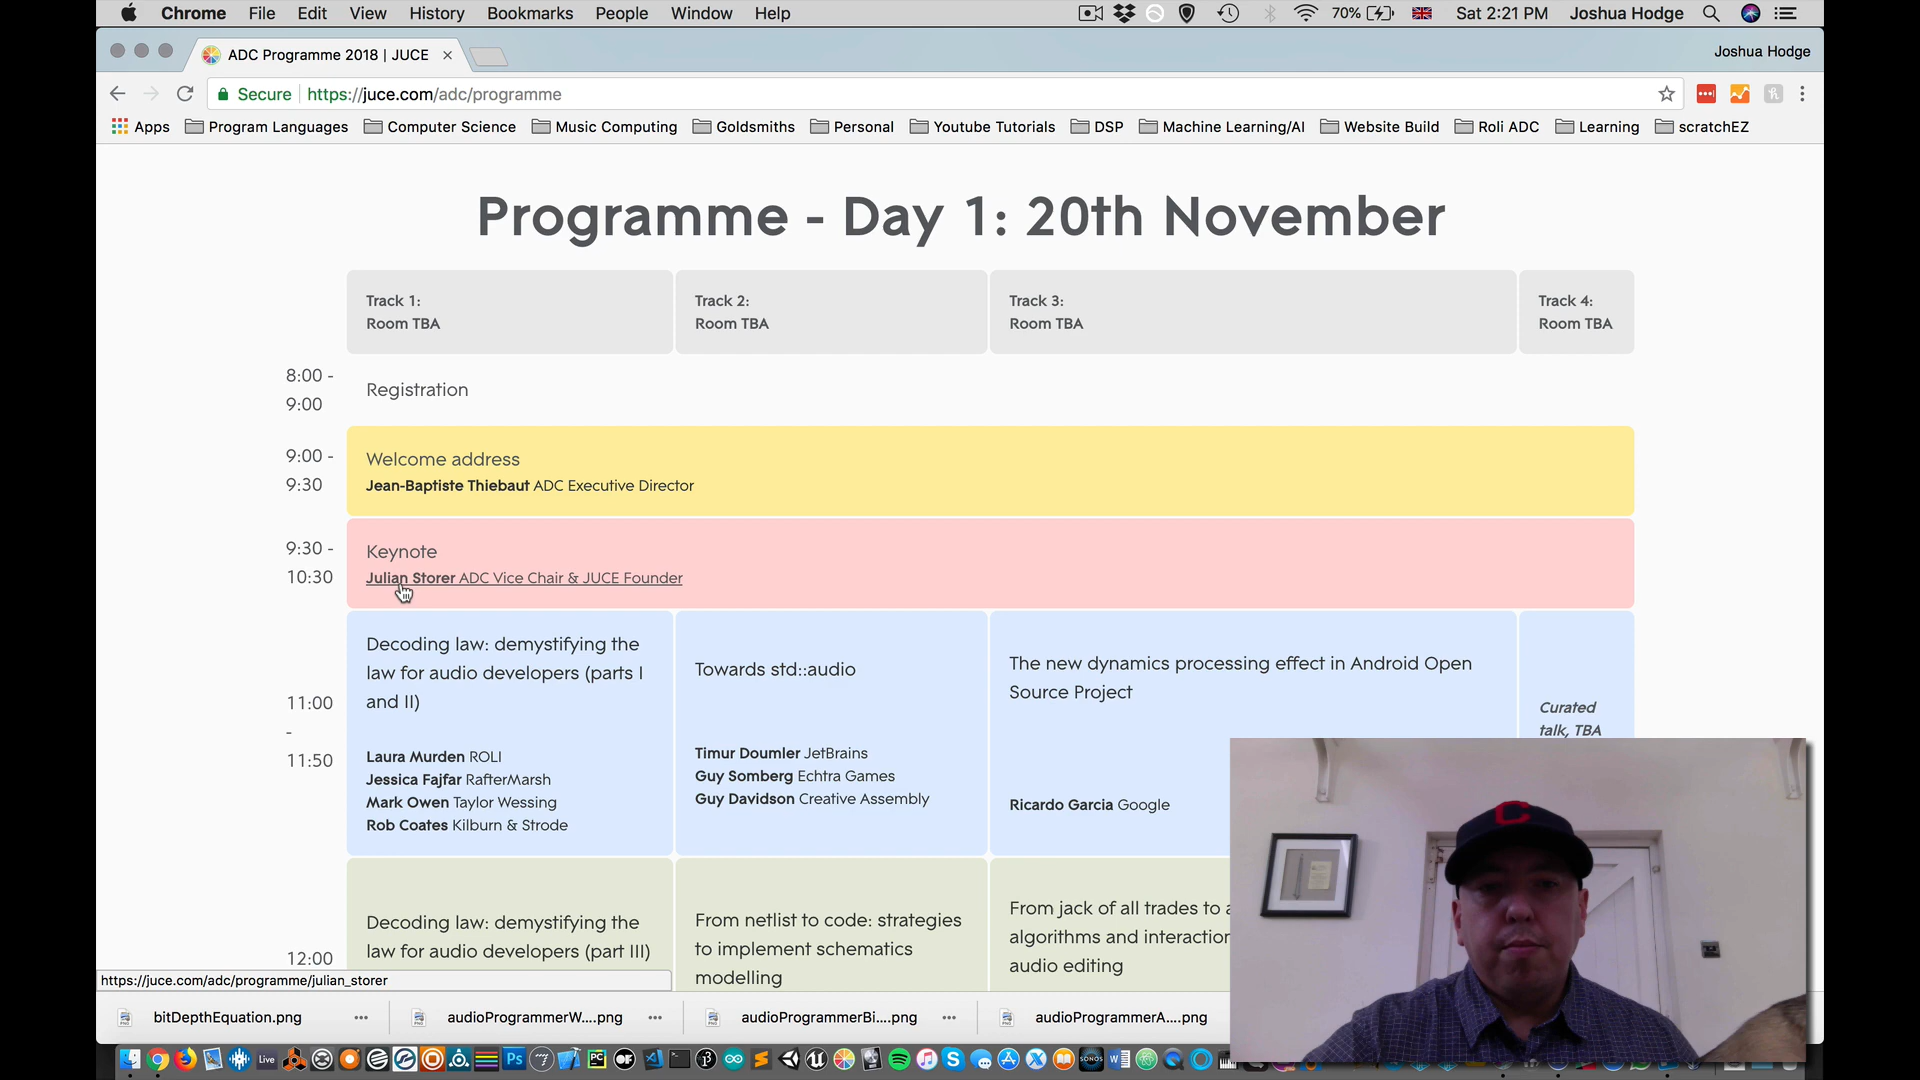 Chrome File Edit View History Bookmarks People Window Help 70% Sat 2:21 PM Joshua Hodge
ADC Programme 2018 | JUCE
Joshua Hodge
Secure https://juce.com/adc/programme
Apps Program Languages Computer Science Music Computing Goldsmiths Personal Youtube Tutorials DSP Machine Learning/AI Website Build Roli ADC Learning scratchEZ
Programme - Day 1: 20th November
Track 1:
Room TBA
Track 2:
Room TBA
Track 3:
Room TBA
Track 4:
Room TBA
8:00 -
9:00
Registration
9:00 -
9:30
Welcome address
Jean-Baptiste Thiebaut ADC Executive Director
9:30 -
10:30
Keynote
Julian Storer ADC Vice Chair & JUCE Founder
11:00
-
11:50
Decoding law: demystifying the
law for audio developers (parts I
and II)
Laura Murden ROLI
Jessica Fajfar RafterMarsh
Mark Owen Taylor Wessing
Rob Coates Kilburn & Strode
Towards std::audio
Timur Doumler JetBrains
Guy Somberg Echtra Games
Guy Davidson Creative Assembly
The new dynamics processing effect in Android Open
Source Project
Ricardo Garcia Google
Curated
talk, TBA
12:00
Decoding law: demystifying the
law for audio developers (part III)
From netlist to code: strategies
to implement schematics
modelling
From jack of all trades to a
algorithms and interaction
audio editing
https://juce.com/adc/programme/julian_storer
bitDepthEquation.png
audioProgrammerW....png
audioProgrammerBi....png
audioProgrammerA....png
C
Live
Ps
PC
SONOS